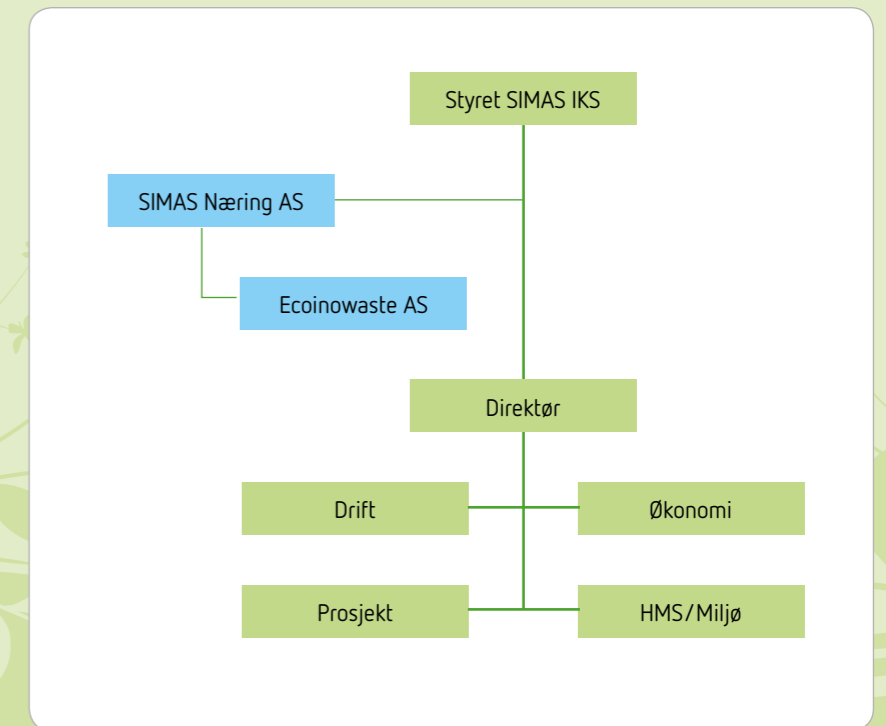 Styret SIMAS IKS
SIMAS Næring AS
Ecoinowaste AS
Direktør
Drift
Økonomi
Prosjekt
HMS/Miljø